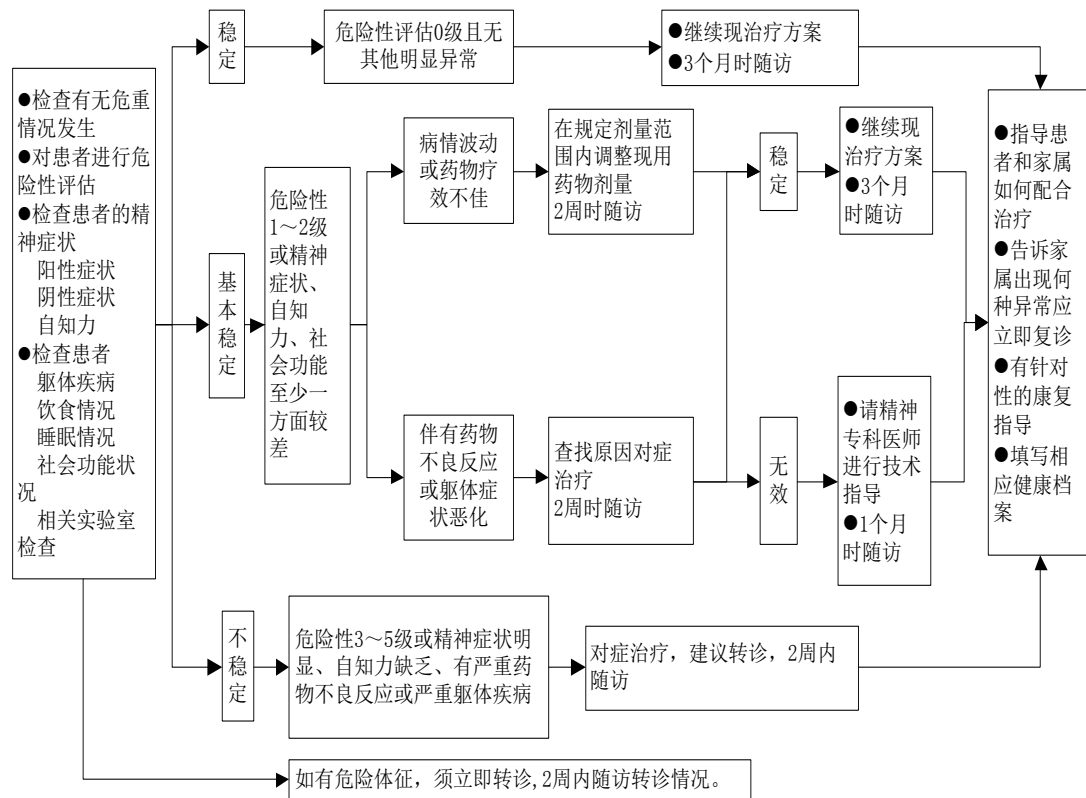 ●检查有无危重
情况发生
●对患者进行危
险性评估
●检查患者的精
神症状
阳性症状
阴性症状
自知力
●检查患者
躯体疾病
饮食情况
睡眠情况
社会功能状
况
相关实验室
检查
稳
定
危险性评估0级且无
其他明显异常
●继续现治疗方案
●3个月时随访
基
本
稳
定
危险性
1～2级
或精神
症状、
自知
力、社
会功能
至少一
方面较
差
病情波动
或药物疗
效不佳
在规定剂量范
围内调整现用
药物剂量
2周时随访
稳
定
●继续现
治疗方案
●3个月
时随访
伴有药物
不良反应
或躯体症
状恶化
查找原因对症
治疗
2周时随访
无
效
●请精神
专科医师
进行技术
指导
●1个月
时随访
不
稳
定
危险性3～5级或精神症状明
显、自知力缺乏、有严重药
物不良反应或严重躯体疾病
对症治疗，建议转诊，2周内
随访
●指导患
者和家属
如何配合
治疗
●告诉家
属出现何
种异常应
立即复诊
●有针对
性的康复
指导
●填写相
应健康档
案
如有危险体征，须立即转诊,2周内随访转诊情况。